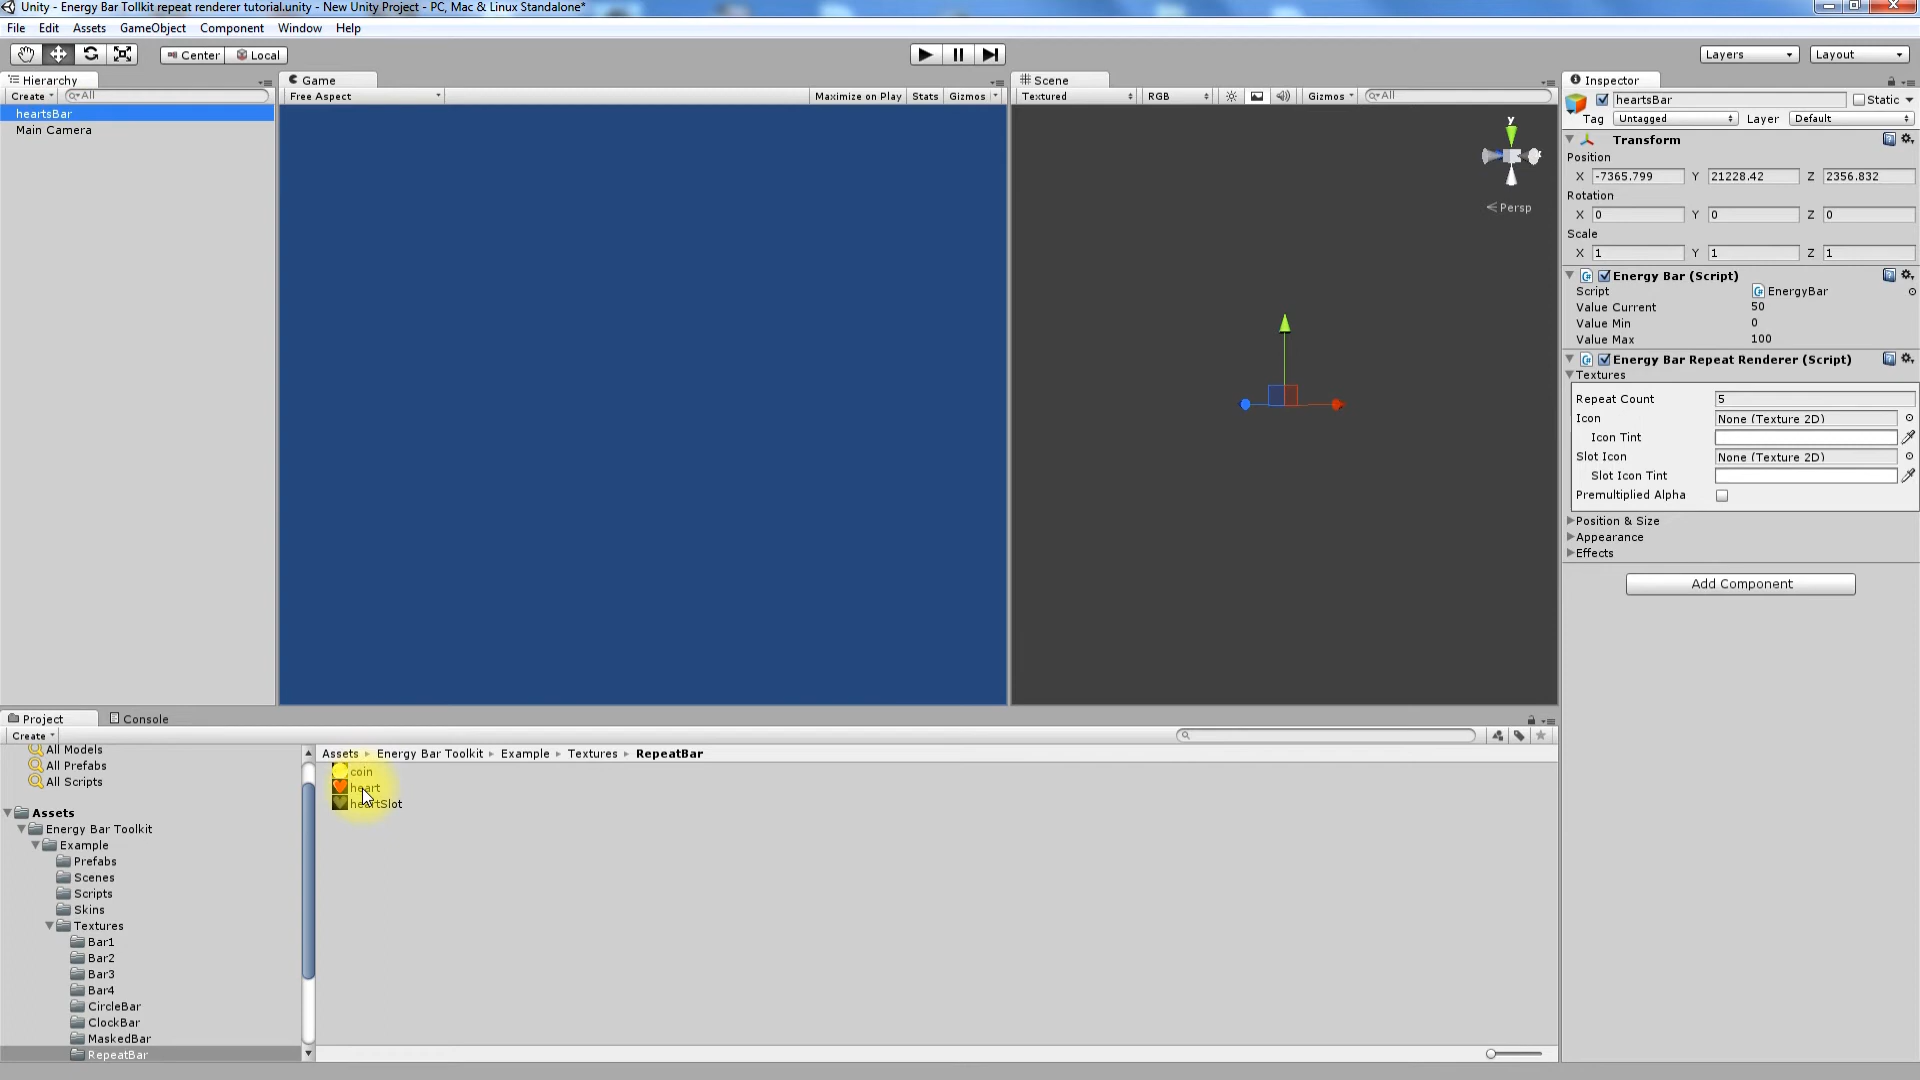 Unity - Energy Bar Tollkit repeat renderer tutorial.unity - New Unity Project - PC, Mac & Linux Standalone*
File Edit Assets GameObject Component Window Help
Center Local Layers Layout
Hierarchy Game Scene Inspector
Create All Free Aspect Maximize on Play Stats Gizmos Textured RGB Gizmos All
heartsBar
Main Camera
y
Persp
heartsBar Static
Tag Untagged Layer Default
Transform
Position
X -7365.799 Y 21228.42 Z 2356.832
Rotation
X 0 Y 0 Z 0
Scale
X 1 Y 1 Z 1
Energy Bar (Script)
Script EnergyBar
Value Current 50
Value Min 0
Value Max 100
Energy Bar Repeat Renderer (Script)
Textures
Repeat Count 5
Icon None (Texture 2D)
Icon Tint
Slot Icon None (Texture 2D)
Slot Icon Tint
Premultiplied Alpha
Position & Size
Appearance
Effects
Add Component
Project Console
Create
All Models
All Prefabs
All Scripts
Assets
Energy Bar Toolkit
Example
Prefabs
Scenes
Scripts
Skins
Textures
Bar1
Bar2
Bar3
Bar4
CircleBar
ClockBar
MaskedBar
RepeatBar
Assets Energy Bar Toolkit Example Textures RepeatBar
coin
heart
heartSlot